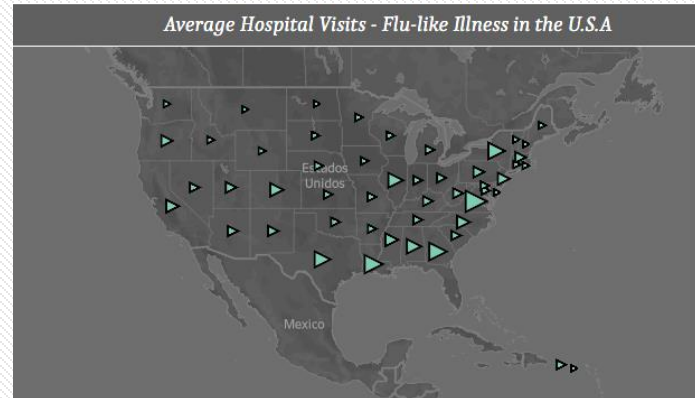 Average Hospital Visits - Flu-like Illness in the U.S.A
Estados
Unidos
Mexico